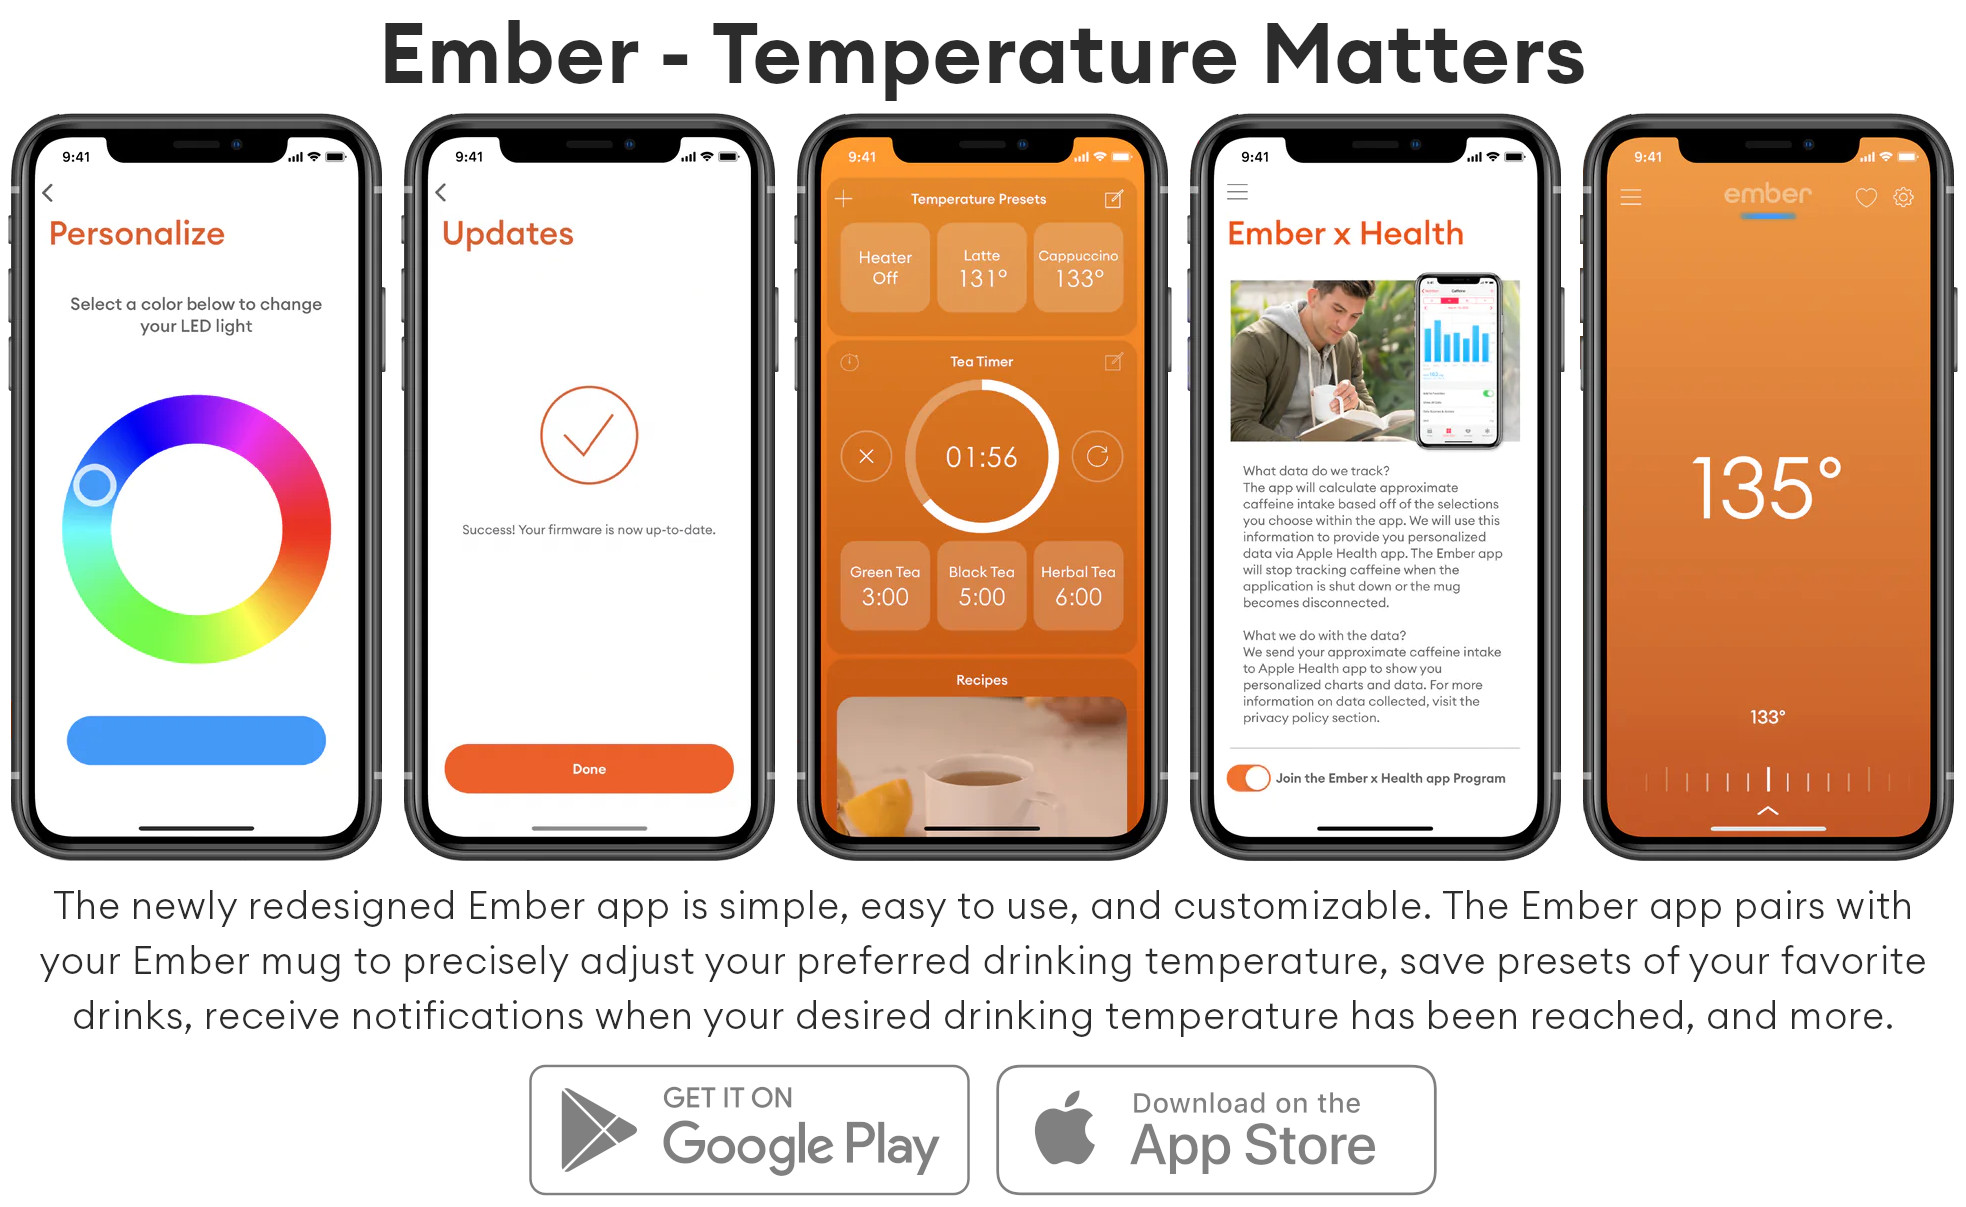 Ember - Temperature Matters
9:41
Personalize
Select a color below to change
your LED light
9:41
Updates
Success! Your firmware is now up-to-date.
Done
9:41
Temperature Presets
Heater
Off
Latte
131°
Cappuccino
133°
Tea Timer
01:56
Green Tea
3:00
Black Tea
5:00
Herbal Tea
6:00
Recipes
9:41
Ember x Health
What data do we track?
The app will calculate approximate
caffeine intake based off of the selections
you choose within the app. We will use this
information to provide you personalized
data via Apple Health app. The Ember app
will stop tracking caffeine when the
application is shut down or the mug
becomes disconnected.
What we do with the data?
We send your approximate caffeine intake
to Apple Health app to show you
personalized charts and data. For more
information on data collected, visit the
privacy policy section.
Join the Ember x Health app Program
9:41
ember
135°
133°
The newly redesigned Ember app is simple, easy to use, and customizable. The Ember app pairs with
your Ember mug to precisely adjust your preferred drinking temperature, save presets of your favorite
drinks, receive notifications when your desired drinking temperature has been reached, and more.
GET IT ON
Google Play
Download on the
App Store